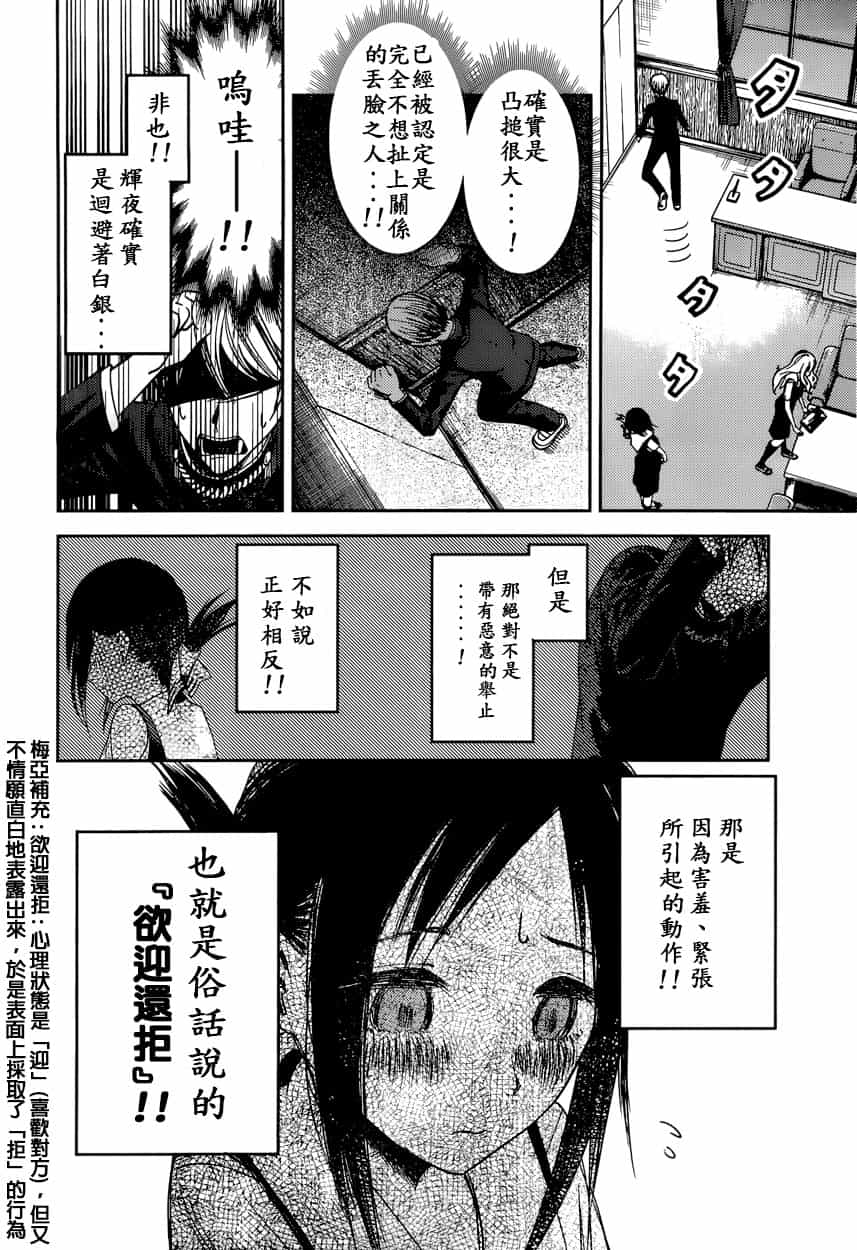 タ
タ
タ
タ
確實是
凸搥很大····!
已經被認定是
完全不想扯上關係
的丟臉之人····!!
嗚哇——!!
非也!!
輝夜確實
是迴避著白銀···
但是
那絕對不是
帶有惡意的舉止
······!
不如說
正好相反!!
那是
因為害羞、緊張
所引起的動作!!
也就是俗話說的
『欲迎還拒』!!
梅亞補充:欲迎還拒:心理狀態是「迎」(喜歡對方),但又
不情願直白地表露出來,於是表面上採取了「拒」的行為